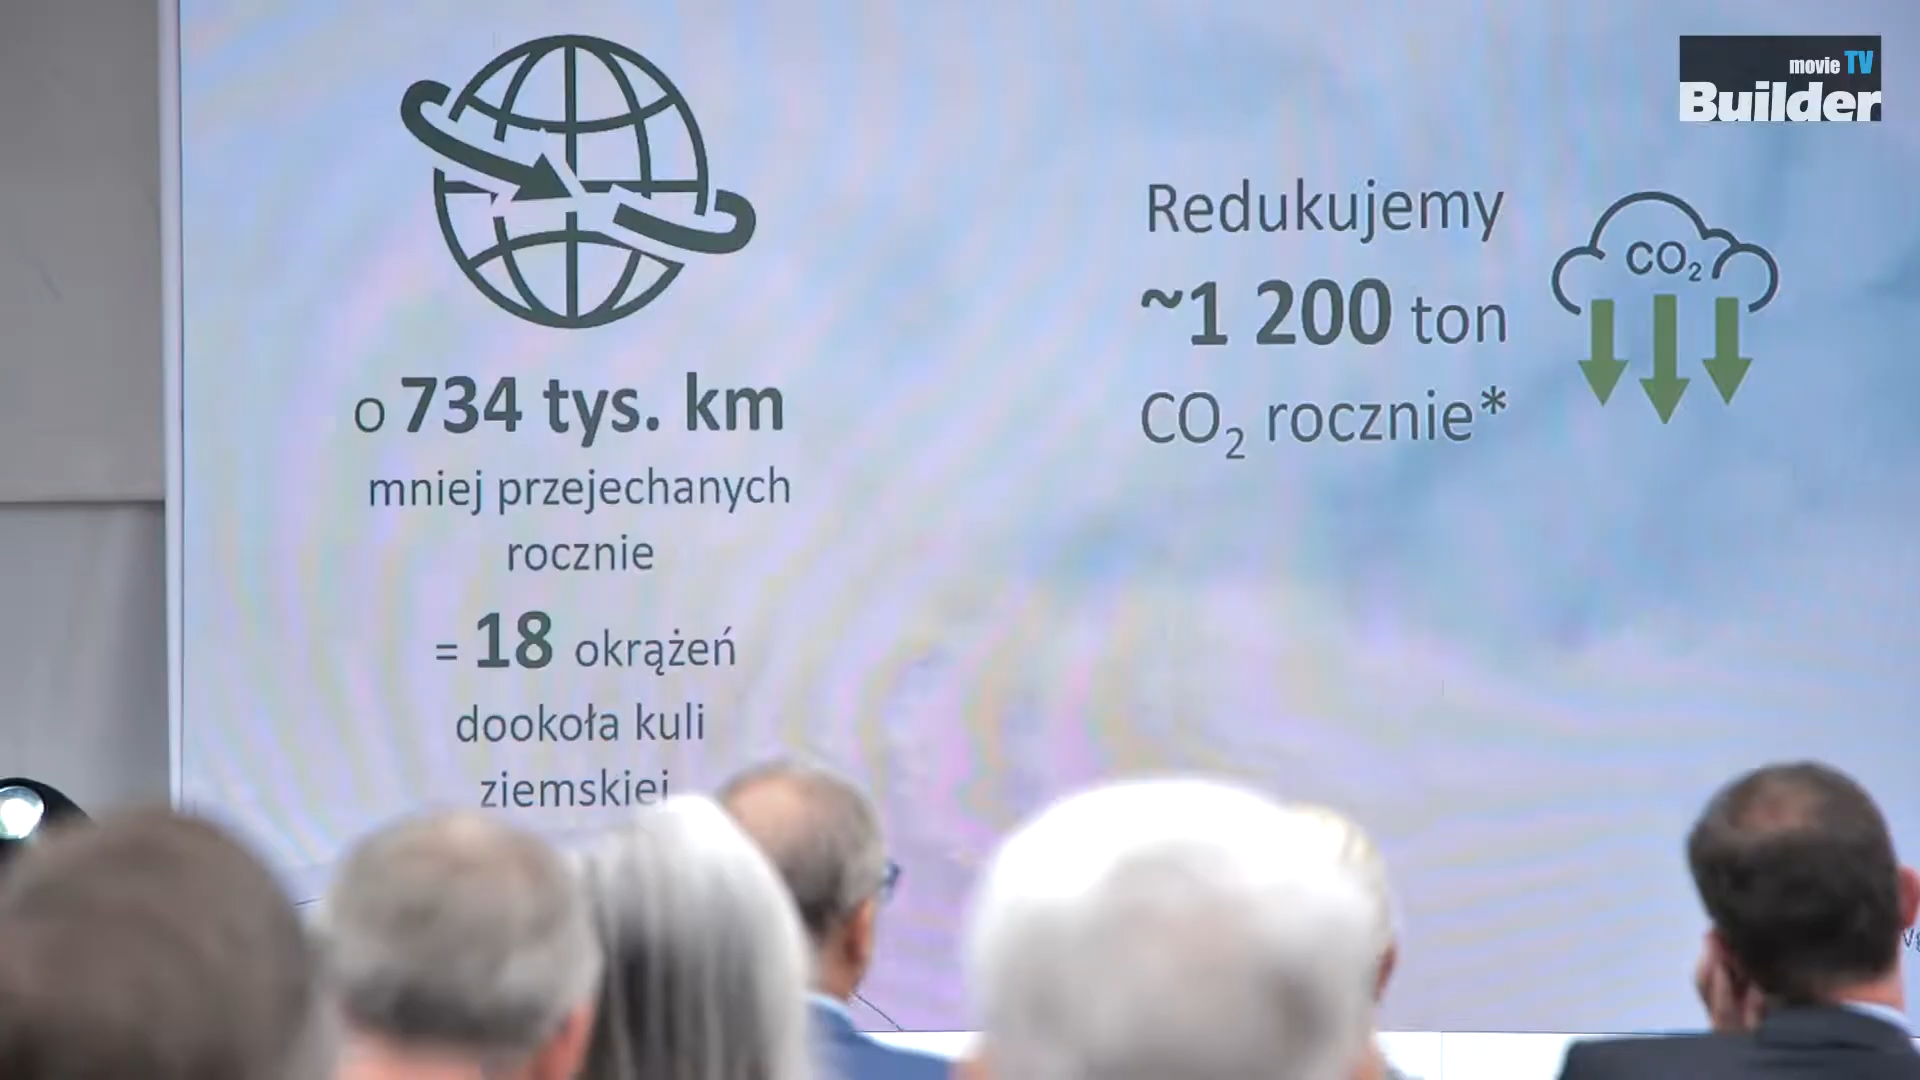 movie TV
Builder
o 734 tys. km
mniej przejechanych
rocznie
= 18 okrążeń
dookoła kuli
ziemskiej
Redukujemy
~1 200 ton
CO₂ rocznie*
CO₂